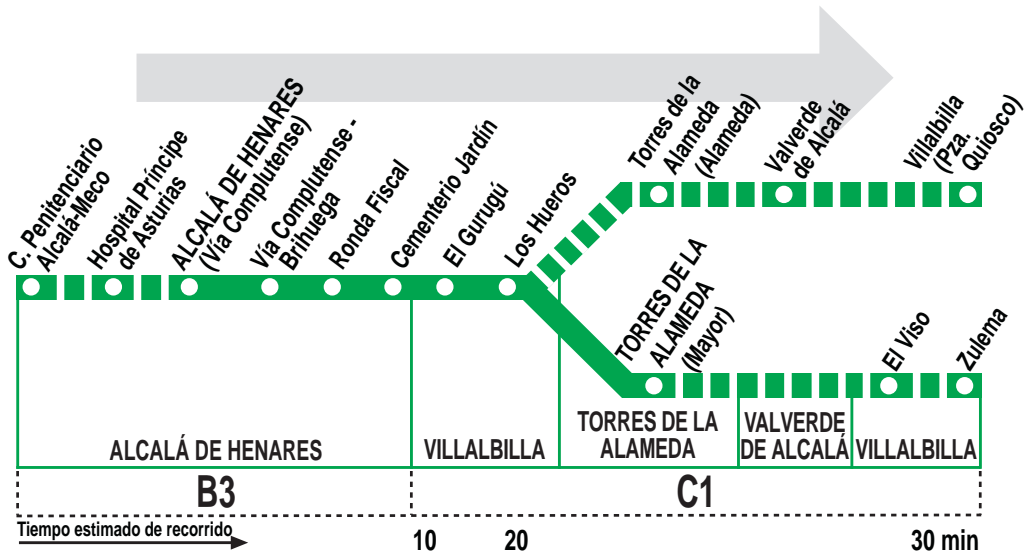 C. Penitenciario
Alcalá-Meco
Hospital Príncipe
de Asturias
ALCALÁ DE HENARES
(Vía Complutense)
Vía Complutense -
Brihuega
Ronda Fiscal
Cementerio Jardín
El Gurugú
Los Hueros
Torres de la
Alameda
(Alameda)
Valverde
de Alcalá
Villalbilla
(Pza.
Quiosco)
TORRES DE LA
ALAMEDA
(Mayor)
El Viso
Zulema
ALCALÁ DE HENARES
VILLALBILLA
TORRES DE LA
ALAMEDA
VALVERDE
DE ALCALÁ
VILLALBILLA
B3
C1
Tiempo estimado de recorrido
10
20
30 min